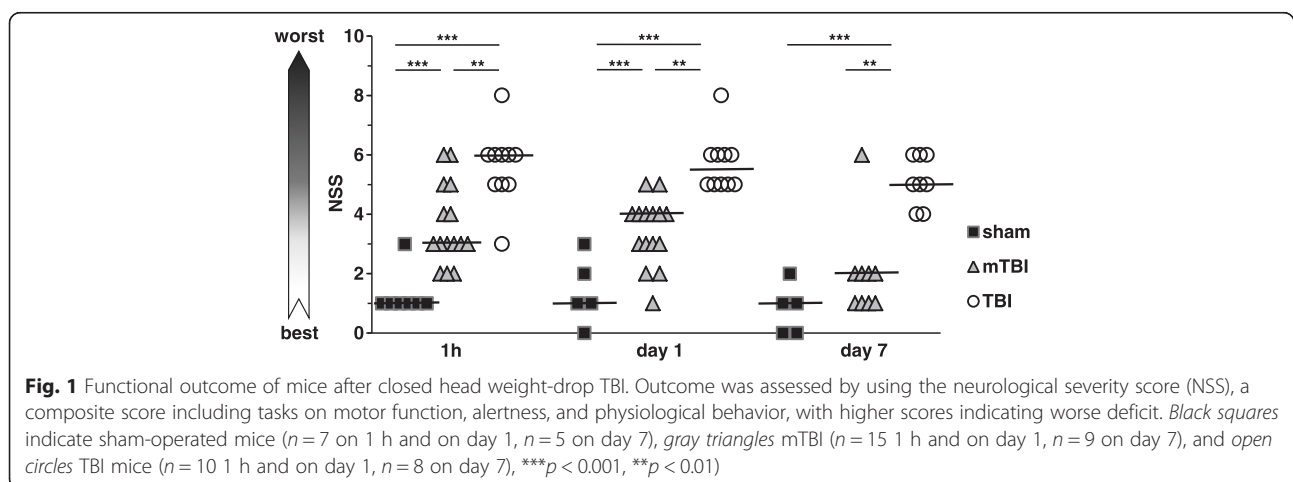 worst
best
NSS
10
8
6
4
2
0
*** *** ***
*** ** *** ** **
1h day 1 day 7
sham
mTBI
TBI
Fig. 1 Functional outcome of mice after closed head weight-drop TBI. Outcome was assessed by using the neurological severity score (NSS), a
composite score including tasks on motor function, alertness, and physiological behavior, with higher scores indicating worse deficit. Black squares
indicate sham-operated mice (n = 7 on 1 h and on day 1, n = 5 on day 7), gray triangles mTBI (n = 15 1 h and on day 1, n = 9 on day 7), and open
circles TBI mice (n = 10 1 h and on day 1, n = 8 on day 7), ***p < 0.001, **p < 0.01)